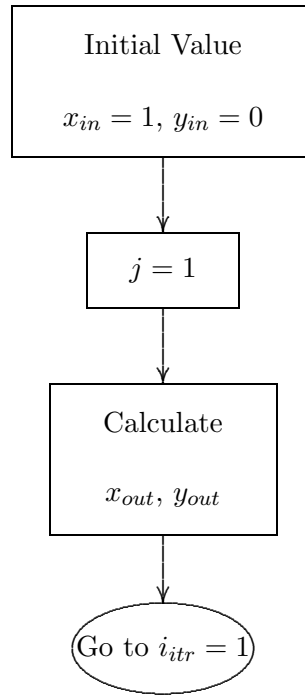 Initial Value
x_{in} = 1, y_{in} = 0
j = 1
Calculate
x_{out}, y_{out}
Go to i_{itr} = 1